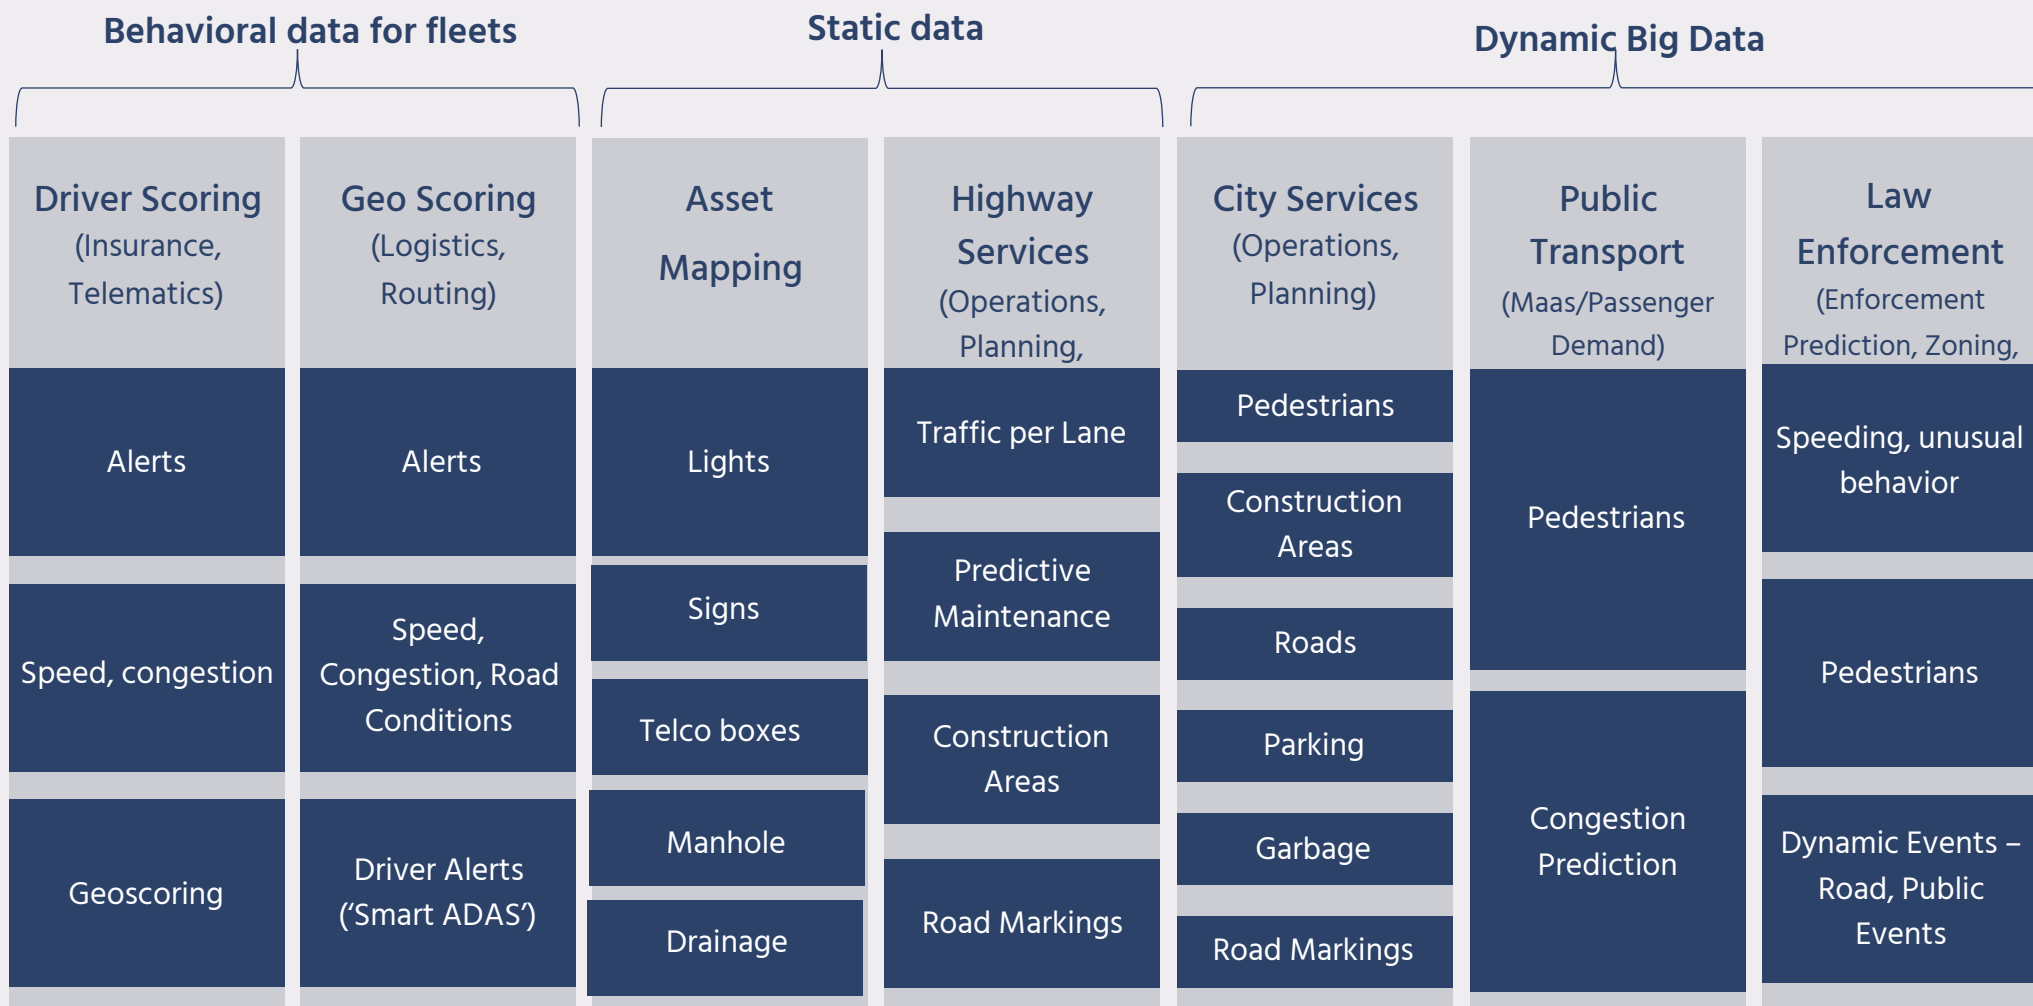 Behavioral data for fleets
Static data
Dynamic Big Data
Driver Scoring
(Insurance,
Telematics)
Alerts
Speed, congestion
Geoscoring
Geo Scoring
(Logistics,
Routing)
Alerts
Speed,
Congestion, Road
Conditions
Driver Alerts
(‘Smart ADAS’)
Asset
Mapping
Lights
Signs
Telco boxes
Manhole
Drainage
Highway
Services
(Operations,
Planning,
Traffic per Lane
Predictive
Maintenance
Construction
Areas
Road Markings
City Services
(Operations,
Planning)
Pedestrians
Construction
Areas
Roads
Parking
Garbage
Road Markings
Public
Transport
(Maas/Passenger
Demand)
Pedestrians
Congestion
Prediction
Law
Enforcement
(Enforcement
Prediction, Zoning,
Speeding, unusual
behavior
Pedestrians
Dynamic Events –
Road, Public
Events